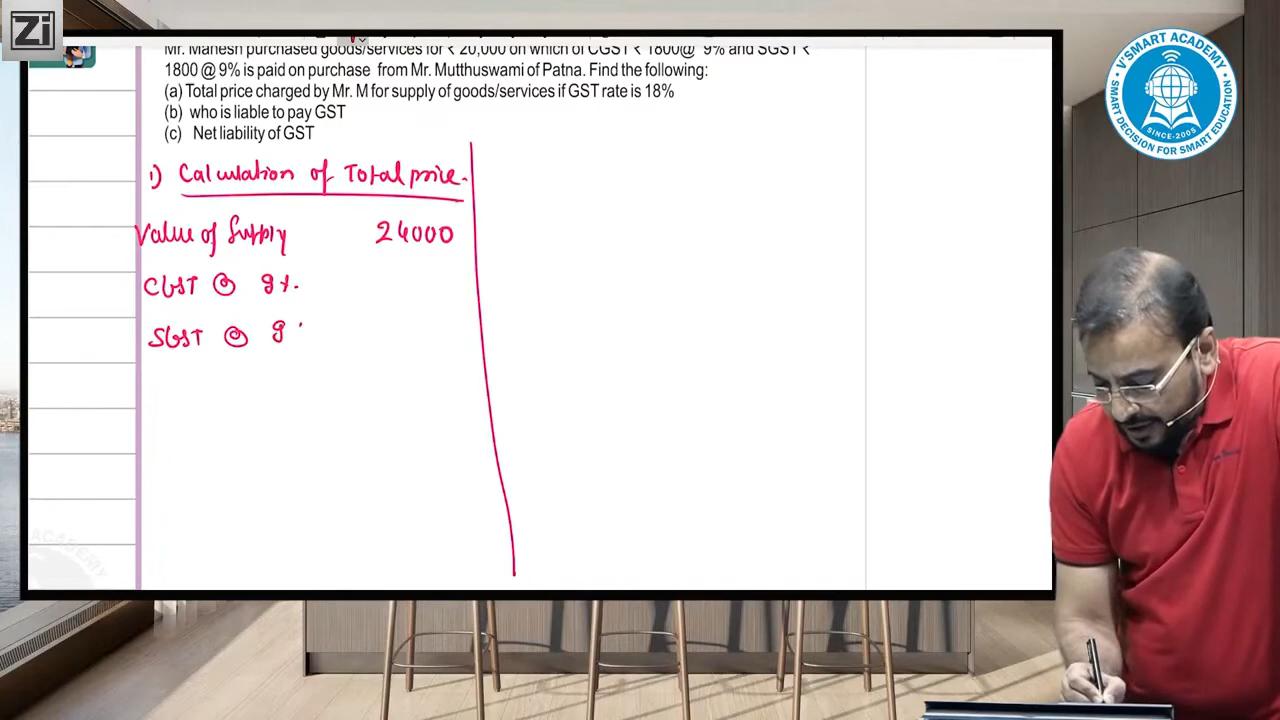 Zi
Mr. Mahesh purchased goods/services for ₹ 20,000 on which of CGST ₹ 1800@ 9% and SGST ₹
1800 @ 9% is paid on purchase from Mr. Mutthuswami of Patna. Find the following:
(a) Total price charged by Mr. M for supply of goods/services if GST rate is 18%
(b) who is liable to pay GST
(c) Net liability of GST
1) Calculation of Total price.
Value of Supply 24000
CGST @ 9%.
SGST @ 9
V'SMART ACADEMY
SINCE-2005
SMART DECISION FOR SMART EDUCATION
ACADEMY